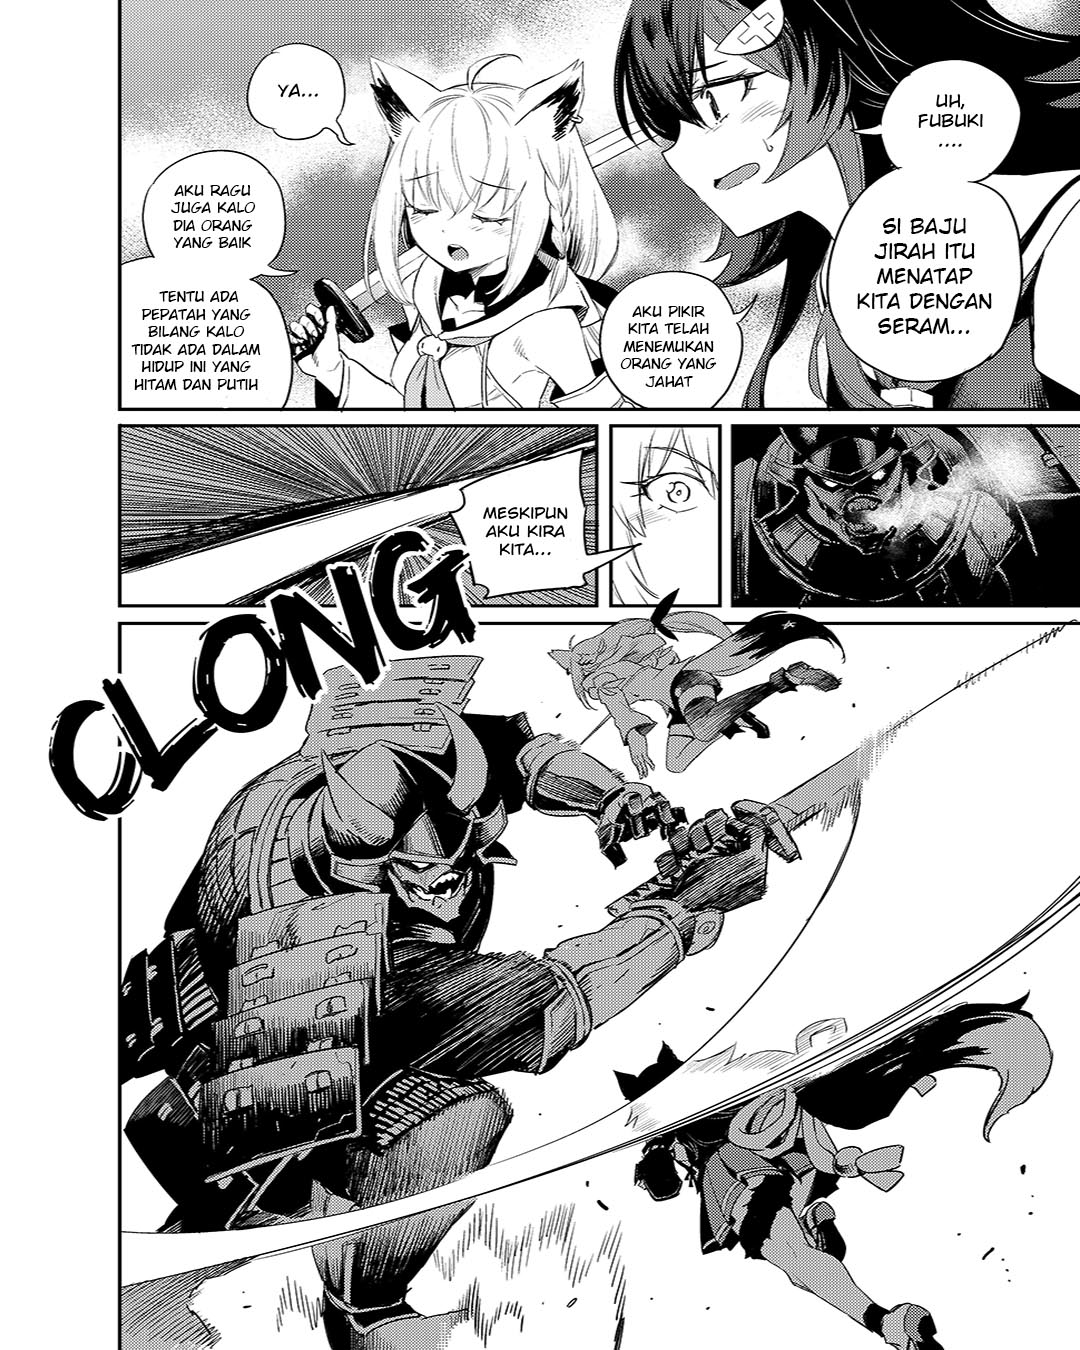 UH,
FUBUKI
....
SI BAJU
JIRAH ITU
MENATAP
KITA DENGAN
SERAM...
YA...
AKU RAGU
JUGA KALO
DIA ORANG
YANG BAIK
TENTU ADA
PEPATAH YANG
BILANG KALO
TIDAK ADA DALAM
HIDUP INI YANG
HITAM DAN PUTIH
AKU PIKIR
KITA TELAH
MENEMUKAN
ORANG YANG
JAHAT
MESKIPUN
AKU KIRA
KITA...
CLONG